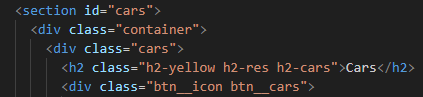 <section id="cars">
<div class="container">
<div class="cars">
<h2 class="h2-yellow h2-res h2-cars">Cars</h2>
<div class="btn__icon btn__cars">